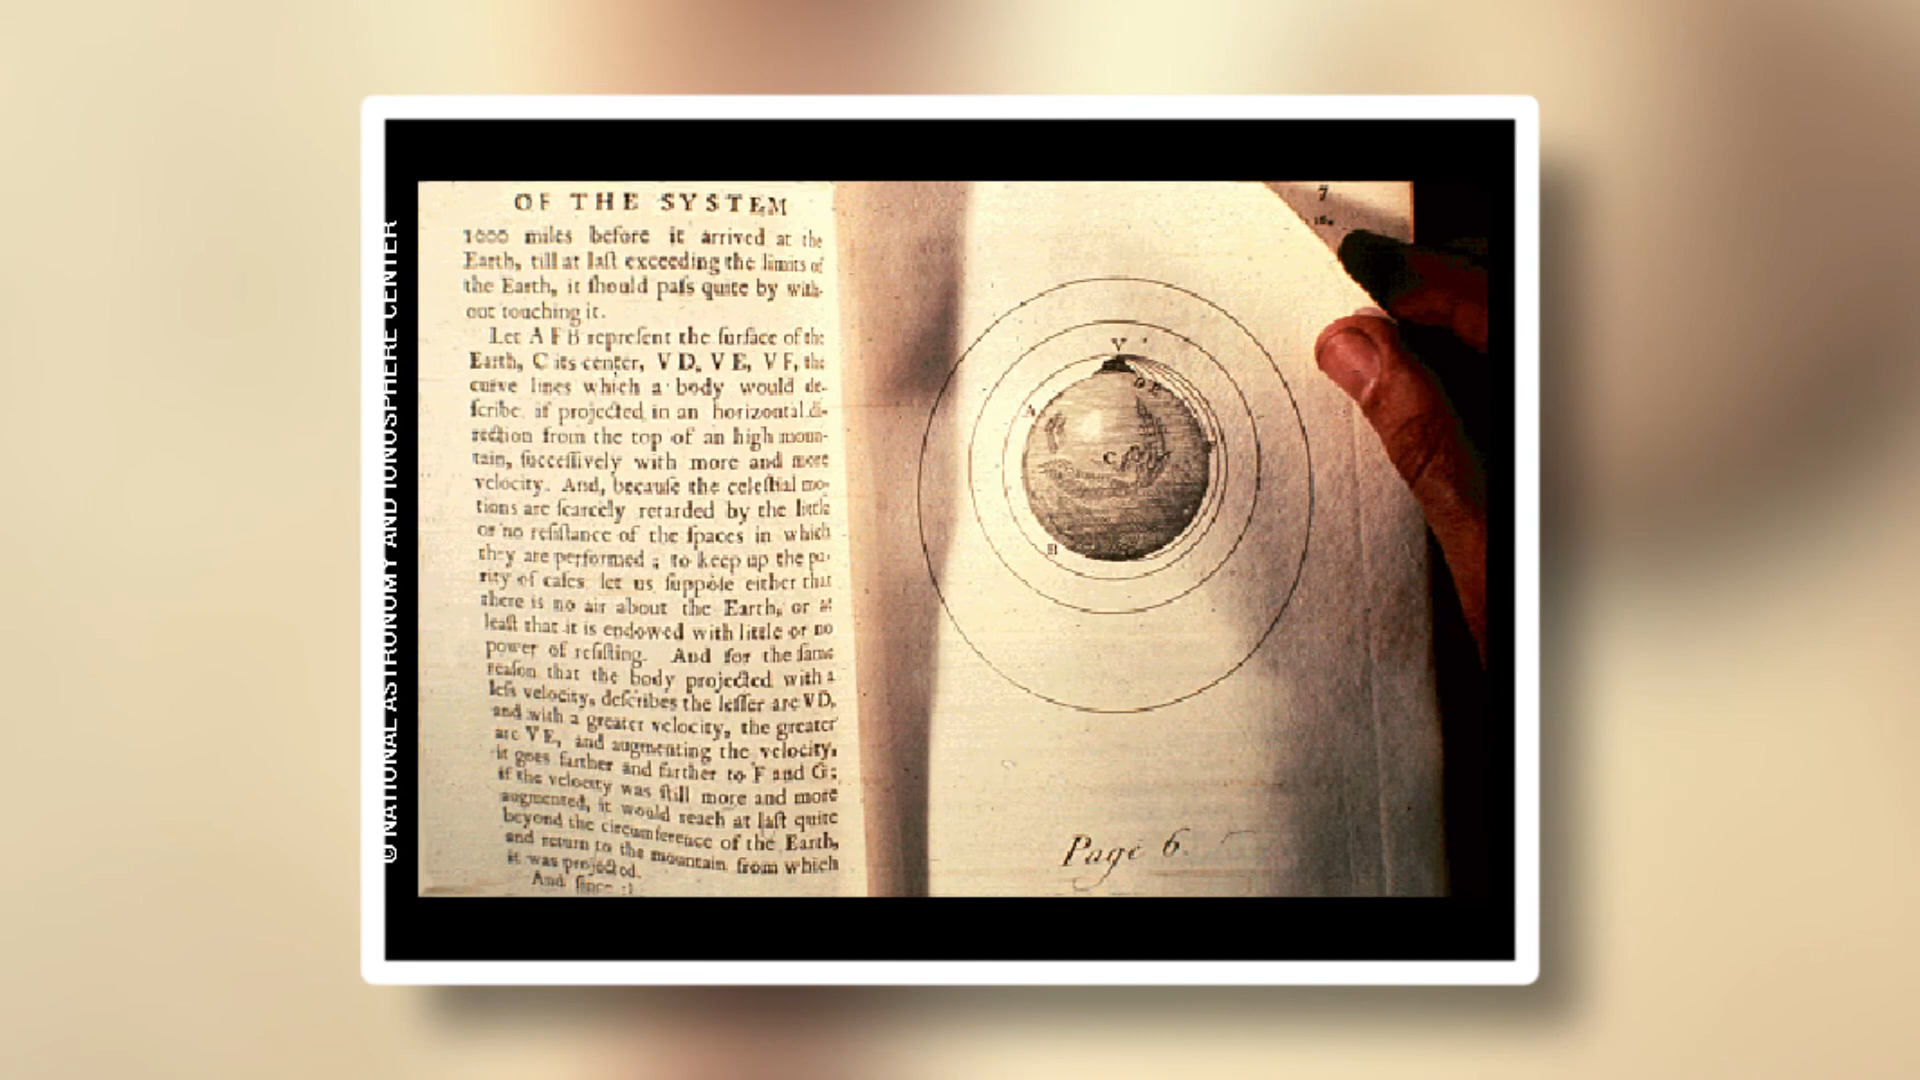 © NATIONAL ASTRONOMY AND IONOSPHERE CENTER
OF THE SYSTEM
1000 miles before it arrived at the
Earth, till at laſt exceeding the limits of
the Earth, it ſhould paſs quite by with-
out touching it.
Let A F B repreſent the ſurface of the
Earth, C its center, V D, V E, V F, the
curve lines which a body would de-
ſcribe, if projected in an horizontal di-
rection from the top of an high moun-
tain, ſucceſſively with more and more
velocity. And, becauſe the celeſtial mo-
tions are ſcarcely retarded by the little
or no reſiſtance of the ſpaces in which
they are performed; to keep up the pa-
rity of caſes, let us ſuppoſe either that
there is no air about the Earth, or at
leaſt that it is endowed with little or no
power of reſiſting. And for the ſame
reaſon that the body projected with a
leſs velocity, deſcribes the leſſer arc VD,
and with a greater velocity, the greater
arc VE, and augmenting the velocity,
it goes farther and farther to F and G;
if the velocity was ſtill more and more
augmented, it would reach at laſt quite
beyond the circumference of the Earth,
and return to the mountain from which
it was projected.
And ſince
7
V
D E
A
C
B
Page 6.